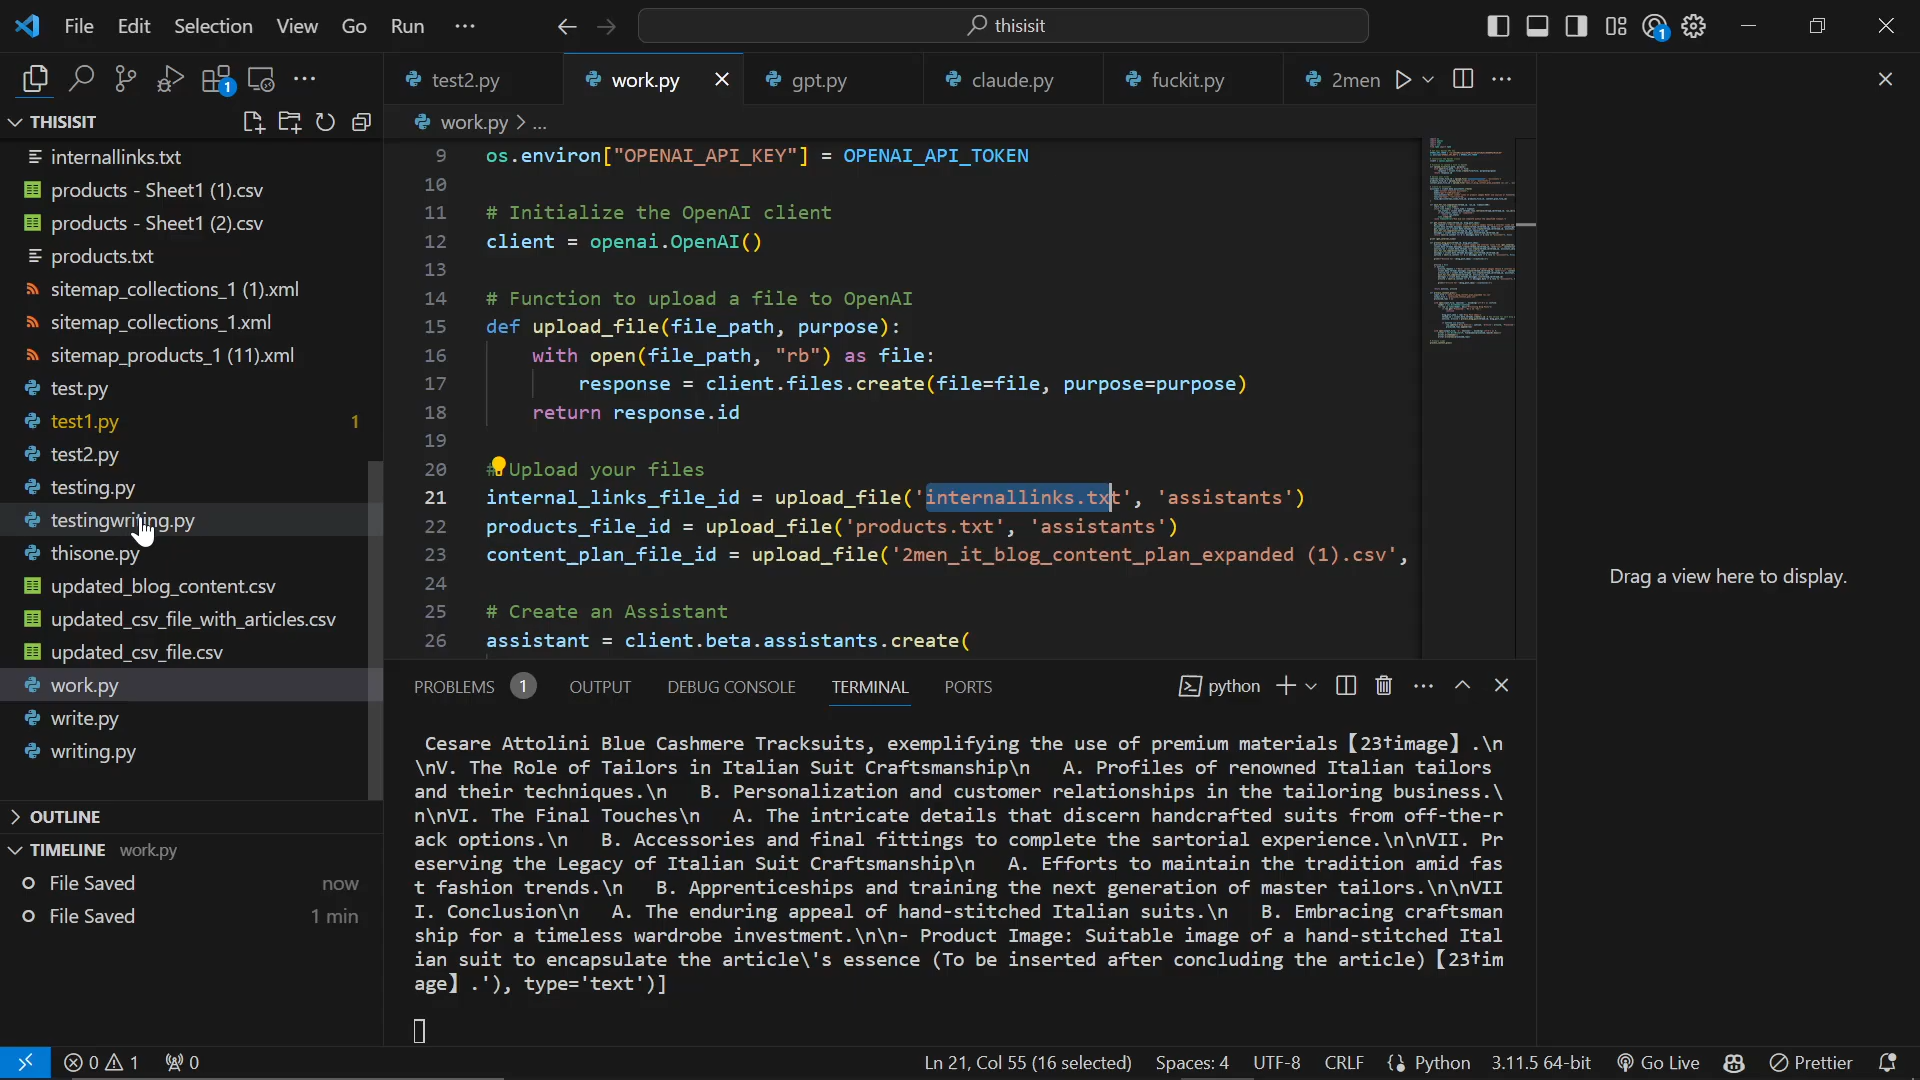 File Edit Selection View Go Run ···
thisisit
1
1
THISISIT
internallinks.txt
products - Sheet1 (1).csv
products - Sheet1 (2).csv
products.txt
sitemap_collections_1 (1).xml
sitemap_collections_1.xml
sitemap_products_1 (11).xml
test.py
test1.py 1
test2.py
testing.py
testingwriting.py
thisone.py
updated_blog_content.csv
updated_csv_file_with_articles.csv
updated_csv_file.csv
work.py
write.py
writing.py
OUTLINE
TIMELINE work.py
File Saved now
File Saved 1 min
test2.py work.py gpt.py claude.py fuckit.py 2men
work.py > ...
9 os.environ["OPENAI_API_KEY"] = OPENAI_API_TOKEN
10
11 # Initialize the OpenAI client
12 client = openai.OpenAI()
13
14 # Function to upload a file to OpenAI
15 def upload_file(file_path, purpose):
16 with open(file_path, "rb") as file:
17 response = client.files.create(file=file, purpose=purpose)
18 return response.id
19
20 # Upload your files
21 internal_links_file_id = upload_file('internallinks.txt', 'assistants')
22 products_file_id = upload_file('products.txt', 'assistants')
23 content_plan_file_id = upload_file('2men_it_blog_content_plan_expanded (1).csv',
24
25 # Create an Assistant
26 assistant = client.beta.assistants.create(
PROBLEMS 1 OUTPUT DEBUG CONSOLE TERMINAL PORTS
python
Cesare Attolini Blue Cashmere Tracksuits, exemplifying the use of premium materials【23†image】.\n
\nV. The Role of Tailors in Italian Suit Craftsmanship\n   A. Profiles of renowned Italian tailors
and their techniques.\n   B. Personalization and customer relationships in the tailoring business.\
n\nVI. The Final Touches\n   A. The intricate details that discern handcrafted suits from off-the-r
ack options.\n   B. Accessories and final fittings to complete the sartorial experience.\n\nVII. Pr
eserving the Legacy of Italian Suit Craftsmanship\n   A. Efforts to maintain the tradition amid fas
t fashion trends.\n   B. Apprenticeships and training the next generation of master tailors.\n\nVII
I. Conclusion\n   A. The enduring appeal of hand-stitched Italian suits.\n   B. Embracing craftsman
ship for a timeless wardrobe investment.\n\n- Product Image: Suitable image of a hand-stitched Ital
ian suit to encapsulate the article\'s essence (To be inserted after concluding the article)【23†im
age】.'), type='text')]
Drag a view here to display.
0 1 0
Ln 21, Col 55 (16 selected) Spaces: 4 UTF-8 CRLF Python 3.11.5 64-bit Go Live Prettier